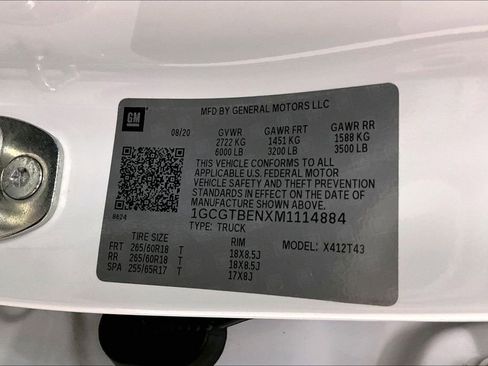 GM
MFD BY GENERAL MOTORS LLC
08/20 GVWR GAWR FRT GAWR RR
2722 KG 1451 KG 1588 KG
6000 LB 3200 LB 3500 LB
THIS VEHICLE CONFORMS TO ALL
APPLICABLE U.S. FEDERAL MOTOR
VEHICLE SAFETY AND THEFT PREVENTION
STANDARDS IN EFFECT ON THE DATE OF
MANUFACTURE SHOWN ABOVE.
8624 1GCGTBENXM1114884
TYPE: TRUCK
TIRE SIZE RIM MODEL: X412T43
FRT 265/60R18 T 18X8.5J
RR 265/60R18 T 18X8.5J
SPA 255/65R17 T 17X8J